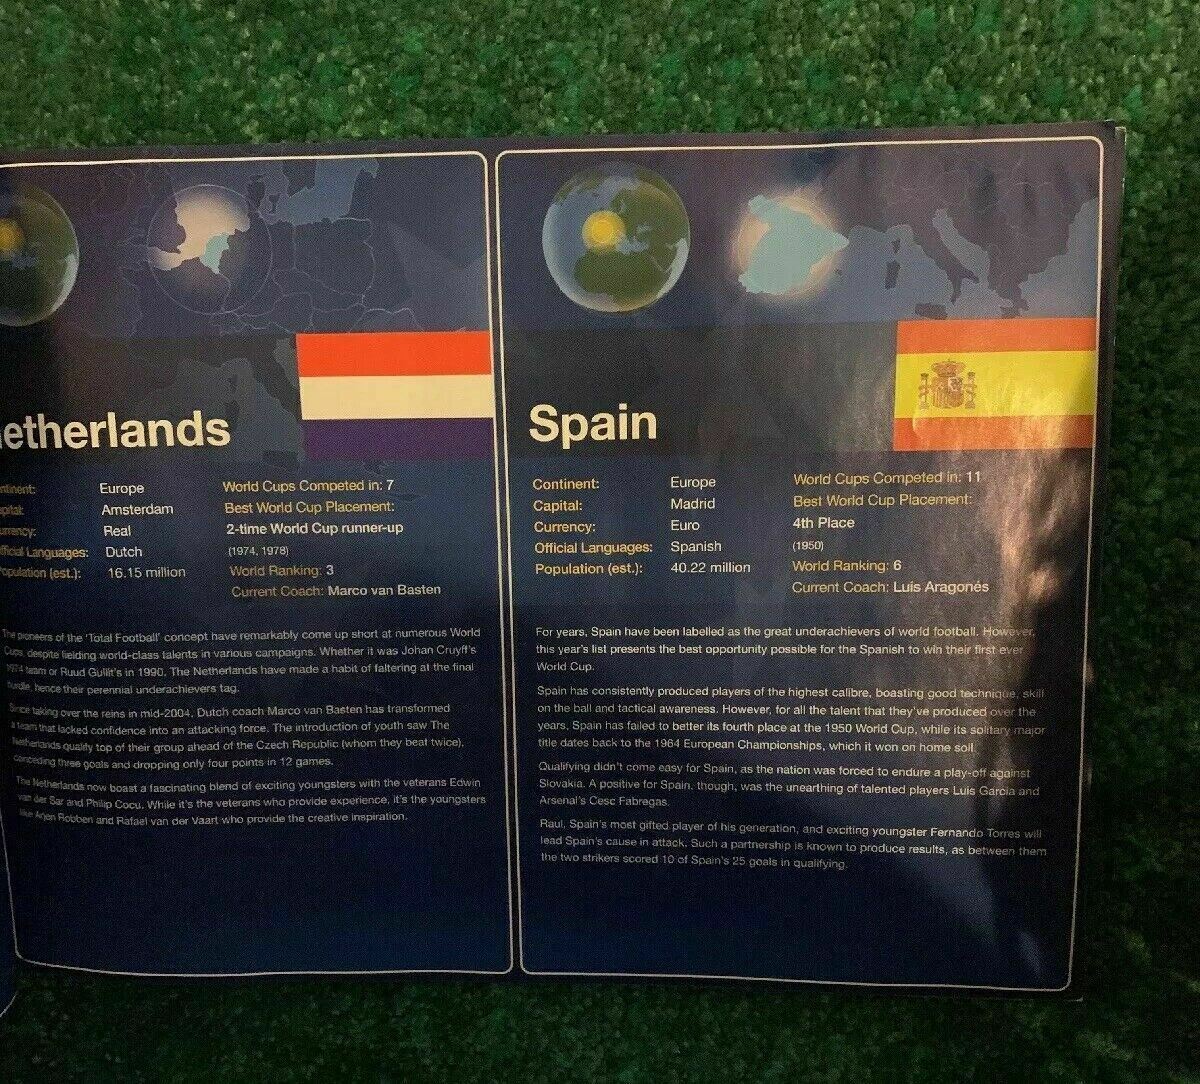 etherlands
ntinent: Europe
pital: Amsterdam
urrency: Real
fficial Languages: Dutch
opulation (est.): 16.15 million
World Cups Competed in: 7
Best World Cup Placement:
2-time World Cup runner-up
(1974, 1978)
World Ranking: 3
Current Coach: Marco van Basten
The pioneers of the 'Total Football' concept have remarkably come up short at numerous World
Cups, despite fielding world-class talents in various campaigns. Whether it was Johan Cruyff's
1974 team or Ruud Gullit's in 1990, The Netherlands have made a habit of faltering at the final
hurdle, hence their perennial underachievers tag.
Since taking over the reins in mid-2004, Dutch coach Marco van Basten has transformed
a team that lacked confidence into an attacking force. The introduction of youth saw The
Netherlands qualify top of their group ahead of the Czech Republic (whom they beat twice),
conceding three goals and dropping only four points in 12 games.
The Netherlands now boast a fascinating blend of exciting youngsters with the veterans Edwin
van der Sar and Philip Cocu. While it's the veterans who provide experience, it's the youngsters
like Arjen Robben and Rafael van der Vaart who provide the creative inspiration.
Spain
Continent: Europe
Capital: Madrid
Currency: Euro
Official Languages: Spanish
Population (est.): 40.22 million
World Cups Competed in: 11
Best World Cup Placement:
4th Place
(1950)
World Ranking: 6
Current Coach: Luis Aragonés
For years, Spain have been labelled as the great underachievers of world football. However,
this year's list presents the best opportunity possible for the Spanish to win their first ever
World Cup.
Spain has consistently produced players of the highest calibre, boasting good technique, skill
on the ball and tactical awareness. However, for all the talent that they've produced over the
years, Spain has failed to better its fourth place at the 1950 World Cup, while its solitary major
title dates back to the 1964 European Championships, which it won on home soil.
Qualifying didn't come easy for Spain, as the nation was forced to endure a play-off against
Slovakia. A positive for Spain, though, was the unearthing of talented players Luis Garcia and
Arsenal's Cesc Fabregas.
Raul, Spain's most gifted player of his generation, and exciting youngster Fernando Torres will
lead Spain's cause in attack. Such a partnership is known to produce results, as between them
the two strikers scored 10 of Spain's 25 goals in qualifying.